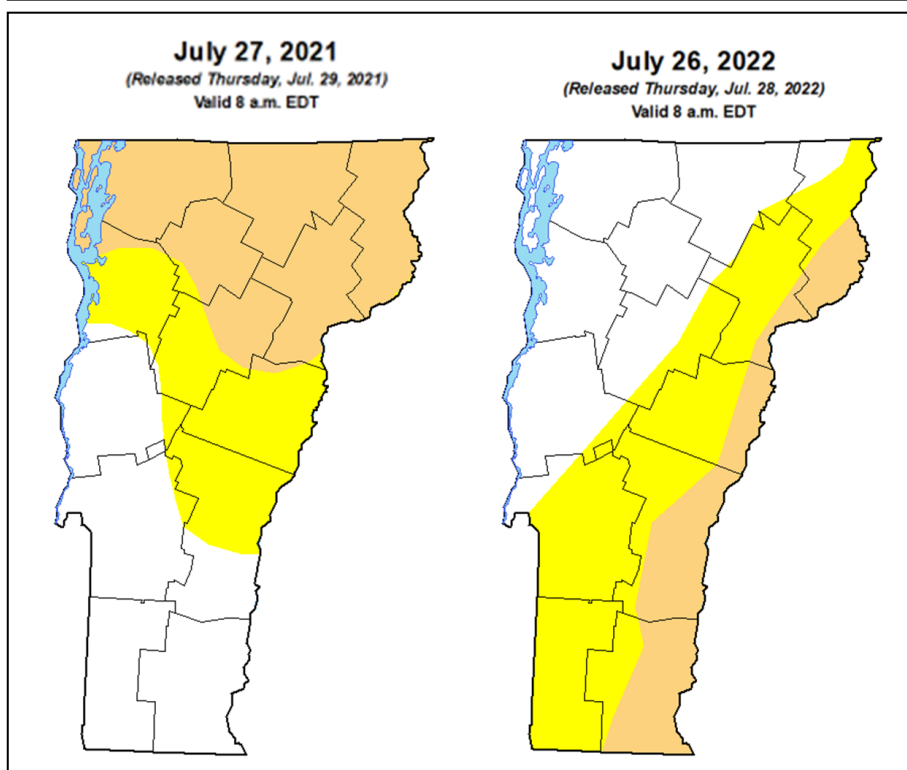 July 27, 2021
(Released Thursday, Jul. 29, 2021)
Valid 8 a.m. EDT
July 26, 2022
(Released Thursday, Jul. 28, 2022)
Valid 8 a.m. EDT